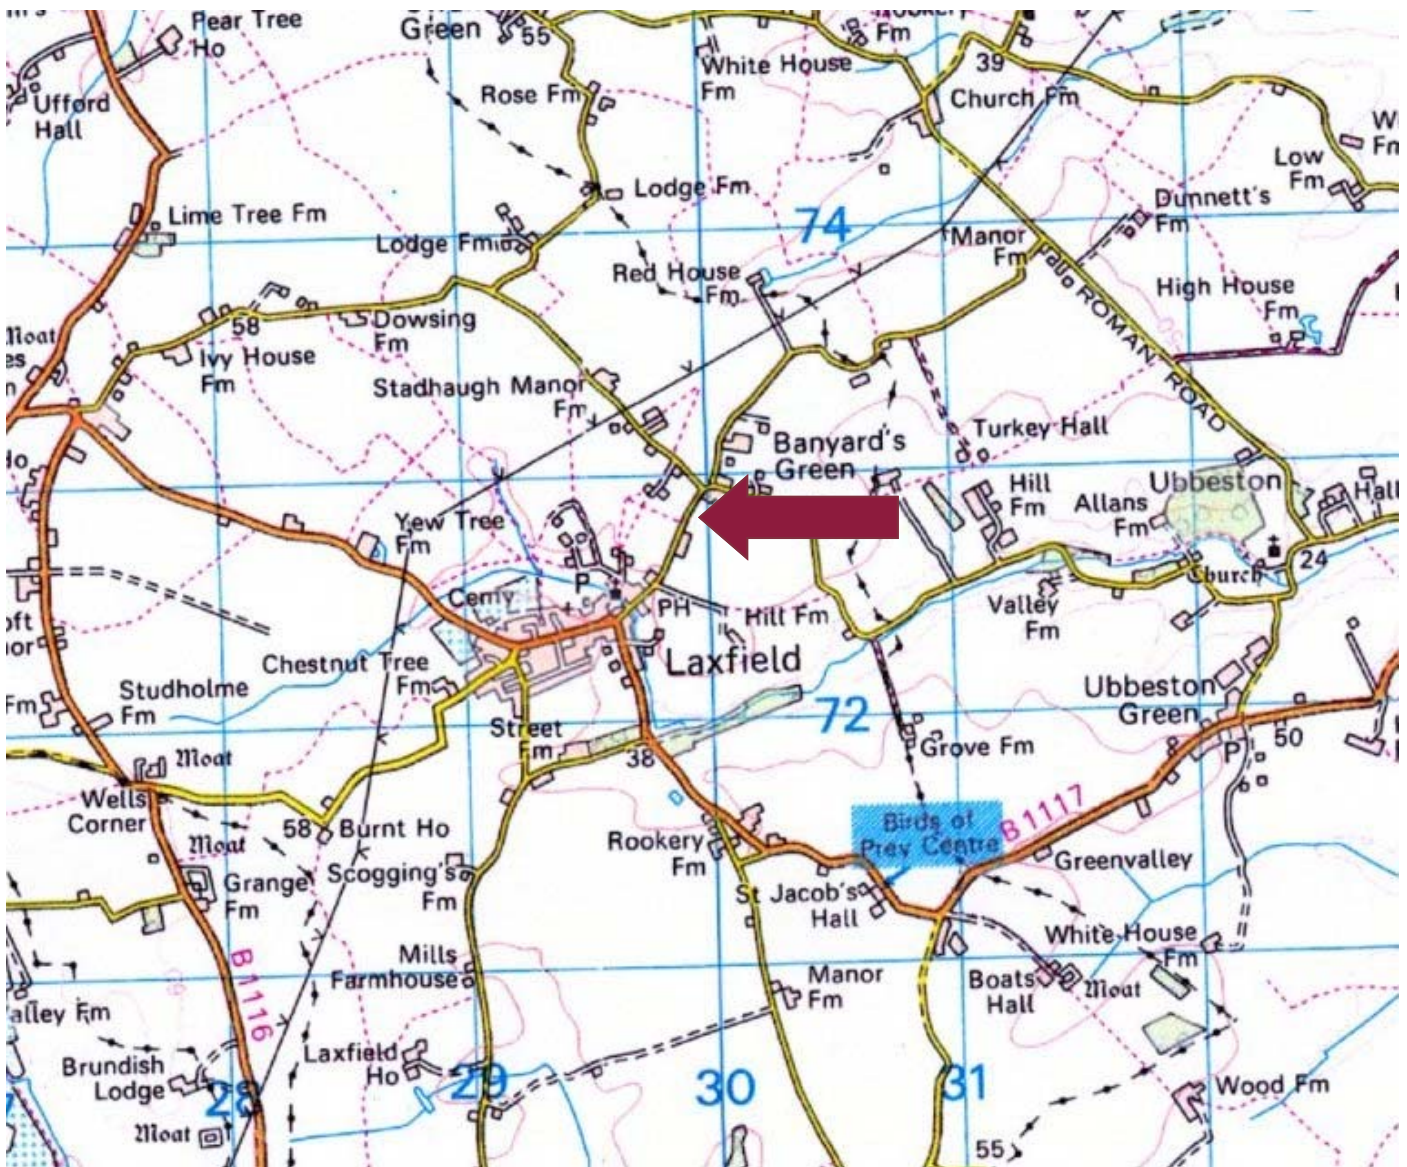 Pear Tree
Ho
Green
55
Fm
White House
Fm
39
Rose Fm
Church Fm
Ufford
Hall
Low
Fm
Lodge Fm
Dunnett's
Fm
Lime Tree Fm
74
Lodge Fm
Manor
Fm
Red House
Fm
High House
Fm
ROMAN ROAD
58
Dowsing
Fm
Moat
Ivy House
Fm
Stadhaugh Manor
Fm
Turkey Hall
Banyard's
Green
Hill
Fm
Ubbeston
Allans
Fm
Hall
Yew Tree
Fm
24
Church
P
Cemy
PH
Hill Fm
Valley
Fm
Laxfield
Chestnut Tree
Fm
Studholme
Fm
Ubbeston
Green
Street
Fm
72
50
P
Moat
38
Grove Fm
Wells
Corner
58
Burnt Ho
Birds of
Prey Centre
B 1117
Moat
Rookery
Fm
Greenvalley
Grange
Fm
Scogging's
Fm
St Jacob's
Hall
White House
Fm
Mills
Farmhouse
Manor
Fm
Boats
Hall
Moat
B 1116
alley Fm
Laxfield
Ho
Brundish
Lodge
28
29
30
31
Wood Fm
Moat
55